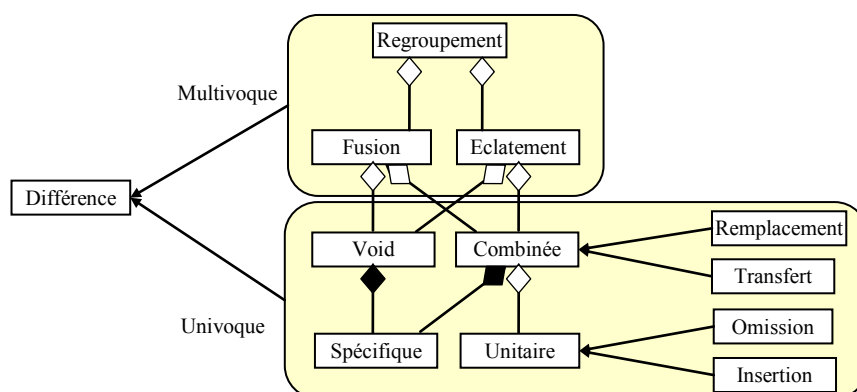 Regroupement
Multivoque
Fusion
Eclatement
Différence
Void
Combinée
Remplacement
Transfert
Univoque
Spécifique
Unitaire
Omission
Insertion